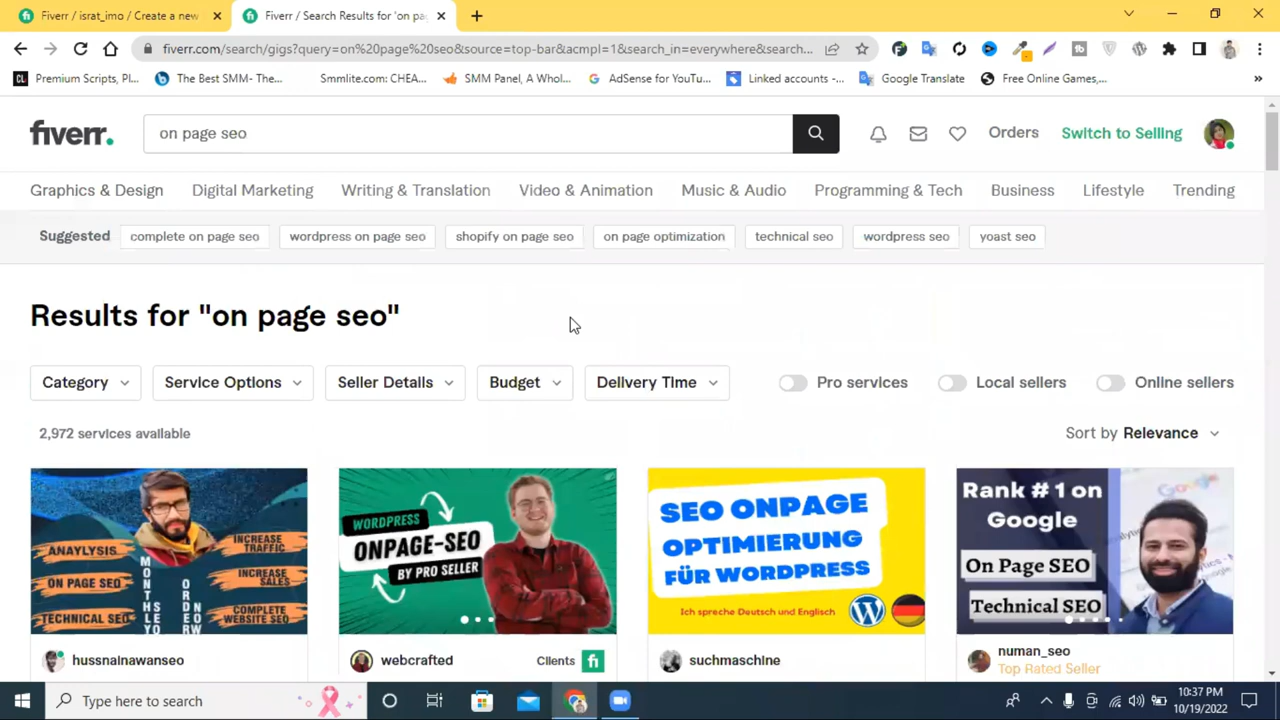 Fiverr / israt_imo / Create a new
Fiverr / Search Results for 'on pag
fiverr.com/search/gigs?query=on%20page%20seo&source=top-bar&acmpl=1&search_in=everywhere&search...
Premium Scripts, Pl...
The Best SMM- The...
Smmlite.com: CHEA...
SMM Panel, A Whol...
AdSense for YouTu...
Linked accounts -...
Google Translate
Free Online Games,...
fiverr.
on page seo
Orders
Switch to Selling
Graphics & Design
Digital Marketing
Writing & Translation
Video & Animation
Music & Audio
Programming & Tech
Business
Lifestyle
Trending
Suggested
complete on page seo
wordpress on page seo
shopify on page seo
on page optimization
technical seo
wordpress seo
yoast seo
Results for "on page seo"
Category
Service Options
Seller Details
Budget
Delivery Time
Pro services
Local sellers
Online sellers
2,972 services available
Sort by Relevance
ANAYLYSIS
ON PAGE SEO
TECHNICAL SEO
MONTHLY
SEO
ORDER
NOW
INCREASE
TRAFFIC
INCREASE
SALES
COMPLETE
WEBSITE SEO
WORDPRESS
ONPAGE-SEO
BY PRO SELLER
SEO ONPAGE
OPTIMIERUNG
FÜR WORDPRESS
Ich spreche Deutsch und Englisch
Rank # 1 on
Google
On Page SEO
Technical SEO
hussnainawanseo
webcrafted
Clients fi
suchmasch!ne
numan_seo
Top Rated Seller
Type here to search
10:37 PM
10/19/2022